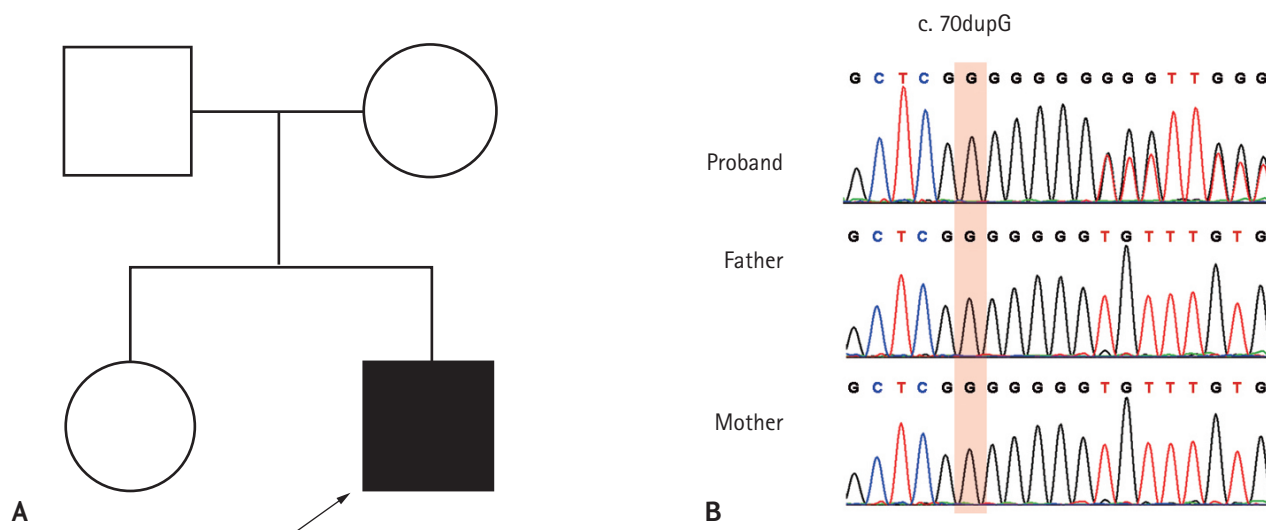 c. 70dupG
G C T C G G G G G G G G G G T T G G G
Proband
G C T C G G G G G G G T G T T T G T G
Father
G C T C G G G G G G G T G T T T G T G
Mother
A
B